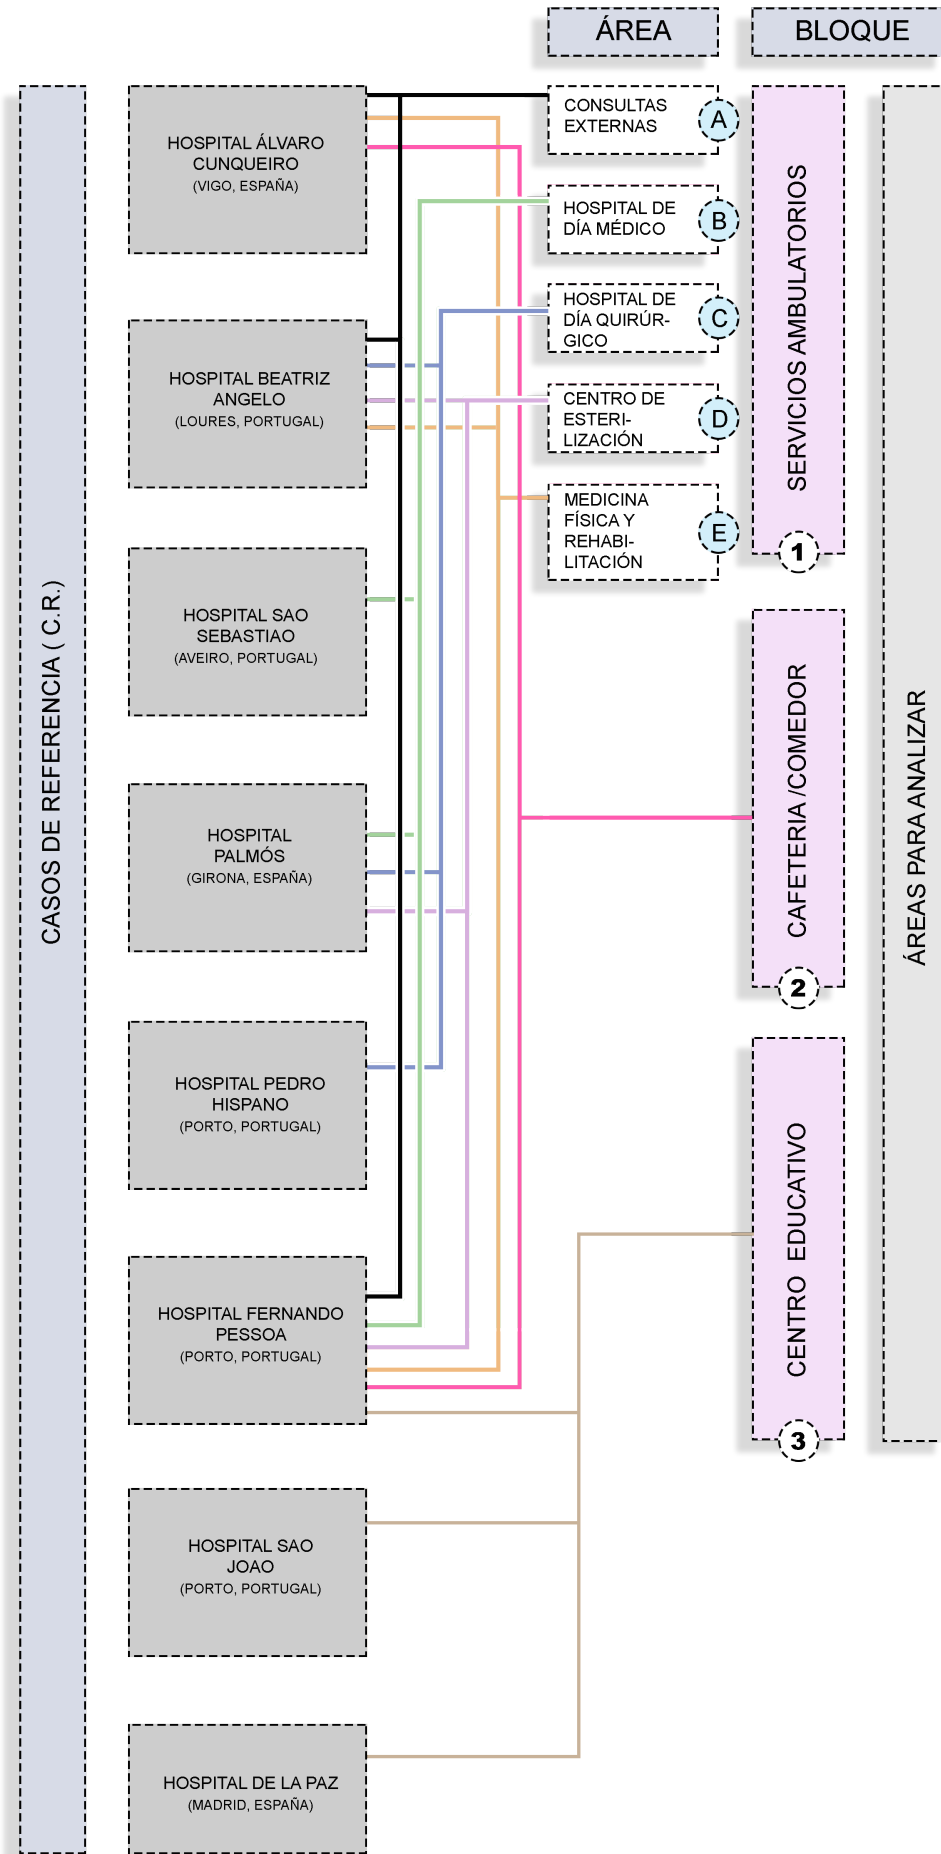 ÁREA
BLOQUE
CASOS DE REFERENCIA ( C.R.)
HOSPITAL ÁLVARO
CUNQUEIRO
(VIGO, ESPAÑA)
HOSPITAL BEATRIZ
ANGELO
(LOURES, PORTUGAL)
HOSPITAL SAO
SEBASTIAO
(AVEIRO, PORTUGAL)
HOSPITAL
PALMÓS
(GIRONA, ESPAÑA)
HOSPITAL PEDRO
HISPANO
(PORTO, PORTUGAL)
HOSPITAL FERNANDO
PESSOA
(PORTO, PORTUGAL)
HOSPITAL SAO
JOAO
(PORTO, PORTUGAL)
HOSPITAL DE LA PAZ
(MADRID, ESPAÑA)
CONSULTAS
EXTERNAS
A
HOSPITAL DE
DÍA MÉDICO
B
HOSPITAL DE
DÍA QUIRÚR-
GICO
C
CENTRO DE
ESTERI-
LIZACIÓN
D
MEDICINA
FÍSICA Y
REHABI-
LITACIÓN
E
SERVICIOS AMBULATORIOS
1
CAFETERIA /COMEDOR
2
CENTRO EDUCATIVO
3
ÁREAS PARA ANALIZAR